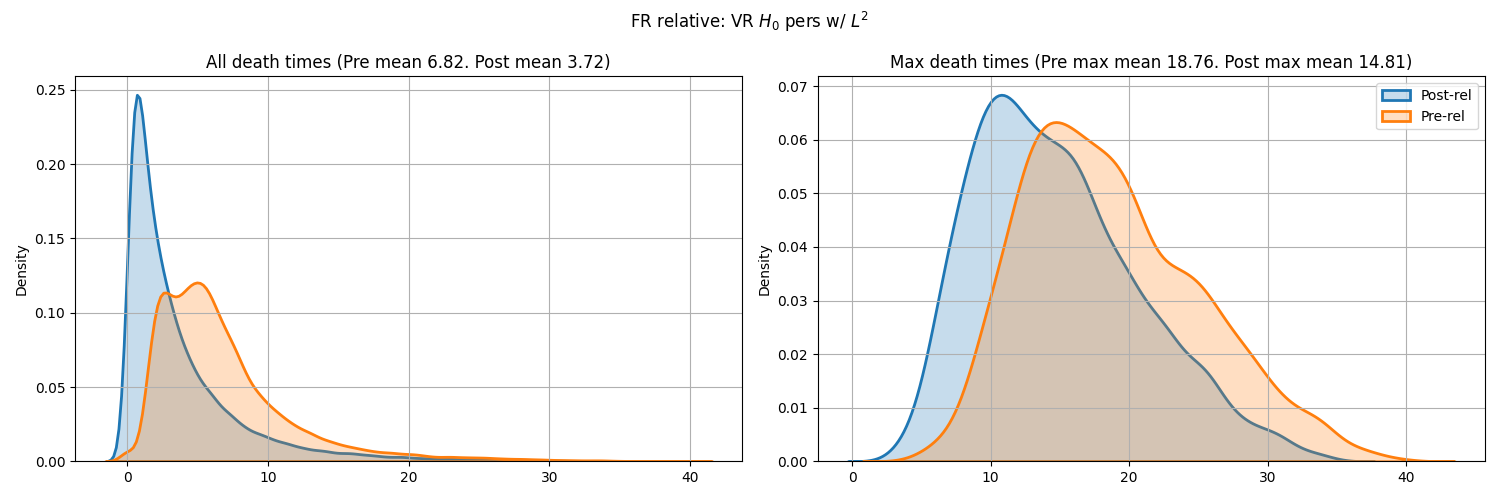 FR relative: VR $H_0$ pers w/ $L^2$
All death times (Pre mean 6.82. Post mean 3.72)
Density
0.25
0.20
0.15
0.10
0.05
0.00
0 10 20 30 40
Max death times (Pre max mean 18.76. Post max mean 14.81)
Density
0.07
0.06
0.05
0.04
0.03
0.02
0.01
0.00
0 10 20 30 40
Post-rel
Pre-rel